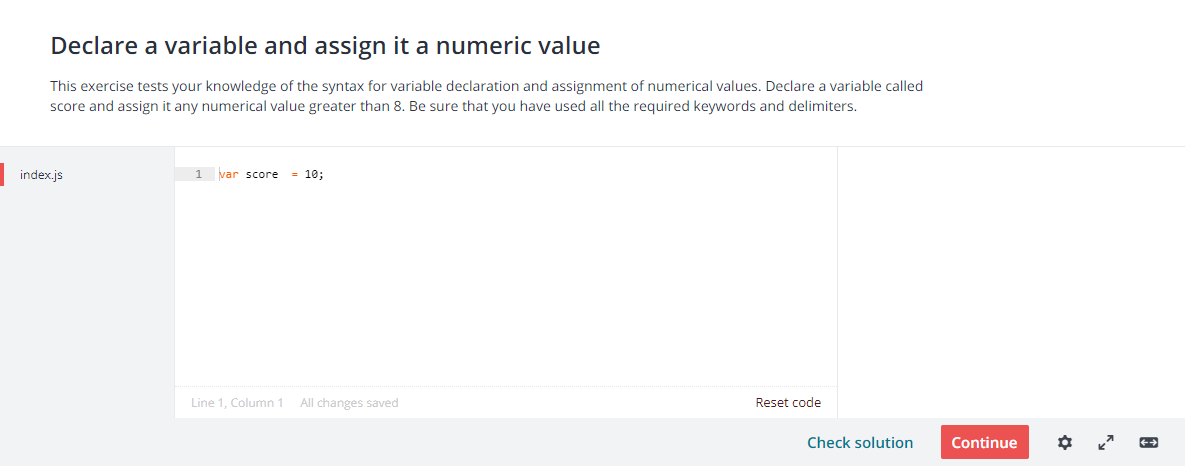 Declare a variable and assign it a numeric value
This exercise tests your knowledge of the syntax for variable declaration and assignment of numerical values. Declare a variable called
score and assign it any numerical value greater than 8. Be sure that you have used all the required keywords and delimiters.
index.js
1 var score  = 10;
Line 1, Column 1 All changes saved Reset code
Check solution Continue